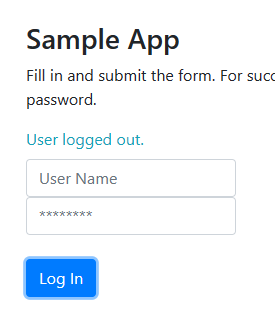 Sample App
Fill in and submit the form. For succ
password.
User logged out.
User Name
********
Log In